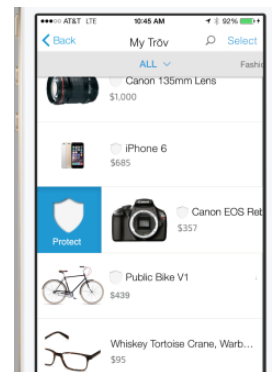 AT&T LTE 10:45 AM 92%
Back My Trōv Select
ALL Fashic
Canon 135mm Lens
$1,000
iPhone 6
$685
Protect
Canon EOS Reb
$357
Public Bike V1
$439
Whiskey Tortoise Crane, Warb...
$95